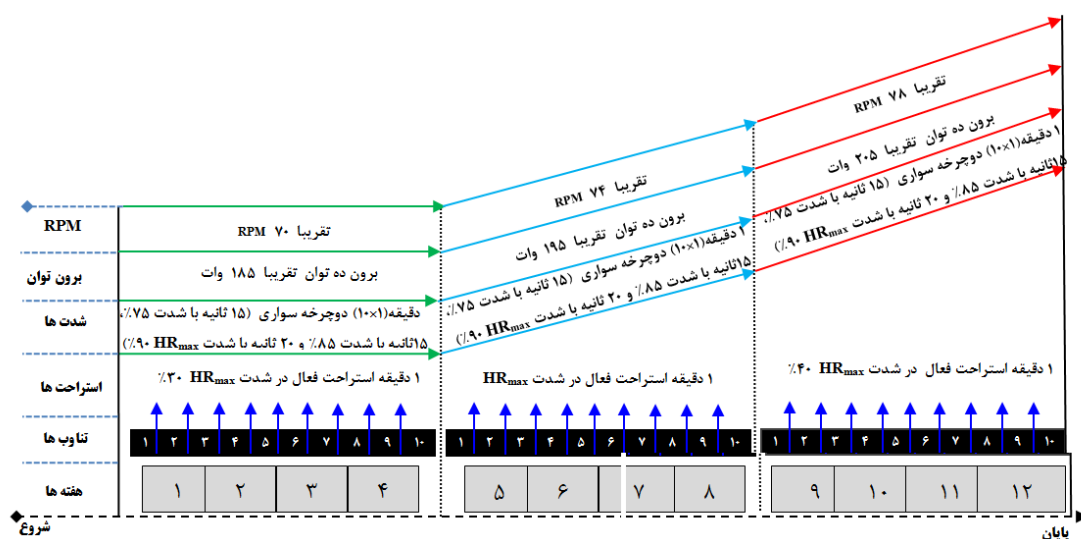 RPM
تقریبا ۷۰ RPM
تقریبا ۷۴ RPM
تقریبا ۷۸ RPM
برون توان
برون ده توان تقریبا ۱۸۵ وات
برون ده توان تقریبا ۱۹۵ وات
برون ده توان تقریبا ۲۰۵ وات
شدت ها
دقیقه(۱×۱۰) دوچرخه سواری (۱۵ ثانیه با شدت ۷۵٪،
۱۵ثانیه با شدت ۸۵٪ و ۲۰ ثانیه با شدت ۹۰٪ HRmax)
۱ دقیقه(۱×۱۰) دوچرخه سواری (۱۵ ثانیه با شدت ۷۵٪،
۱۵ثانیه با شدت ۸۵٪ و ۲۰ ثانیه با شدت ۹۰٪ HRmax)
۱ دقیقه(۱×۱۰) دوچرخه سواری (۱۵ ثانیه با شدت ۷۵٪،
۱۵ثانیه با شدت ۸۵٪ و ۲۰ ثانیه با شدت ۹۰٪ HRmax)
استراحت ها
۱ دقیقه استراحت فعال در شدت ۳۰٪ HRmax
۱ دقیقه استراحت فعال در شدت HRmax
۱ دقیقه استراحت فعال در شدت ۴۰٪ HRmax
تناوب ها
۱ ۲ ۳ ۴ ۵ ۶ ۷ ۸ ۹ ۱۰
۱ ۲ ۳ ۴ ۵ ۶ ۷ ۸ ۹ ۱۰
۱ ۲ ۳ ۴ ۵ ۶ ۷ ۸ ۹ ۱۰
هفته ها
۱ ۲ ۳ ۴
۵ ۶ ۷ ۸
۹ ۱۰ ۱۱ ۱۲
شروع
پایان